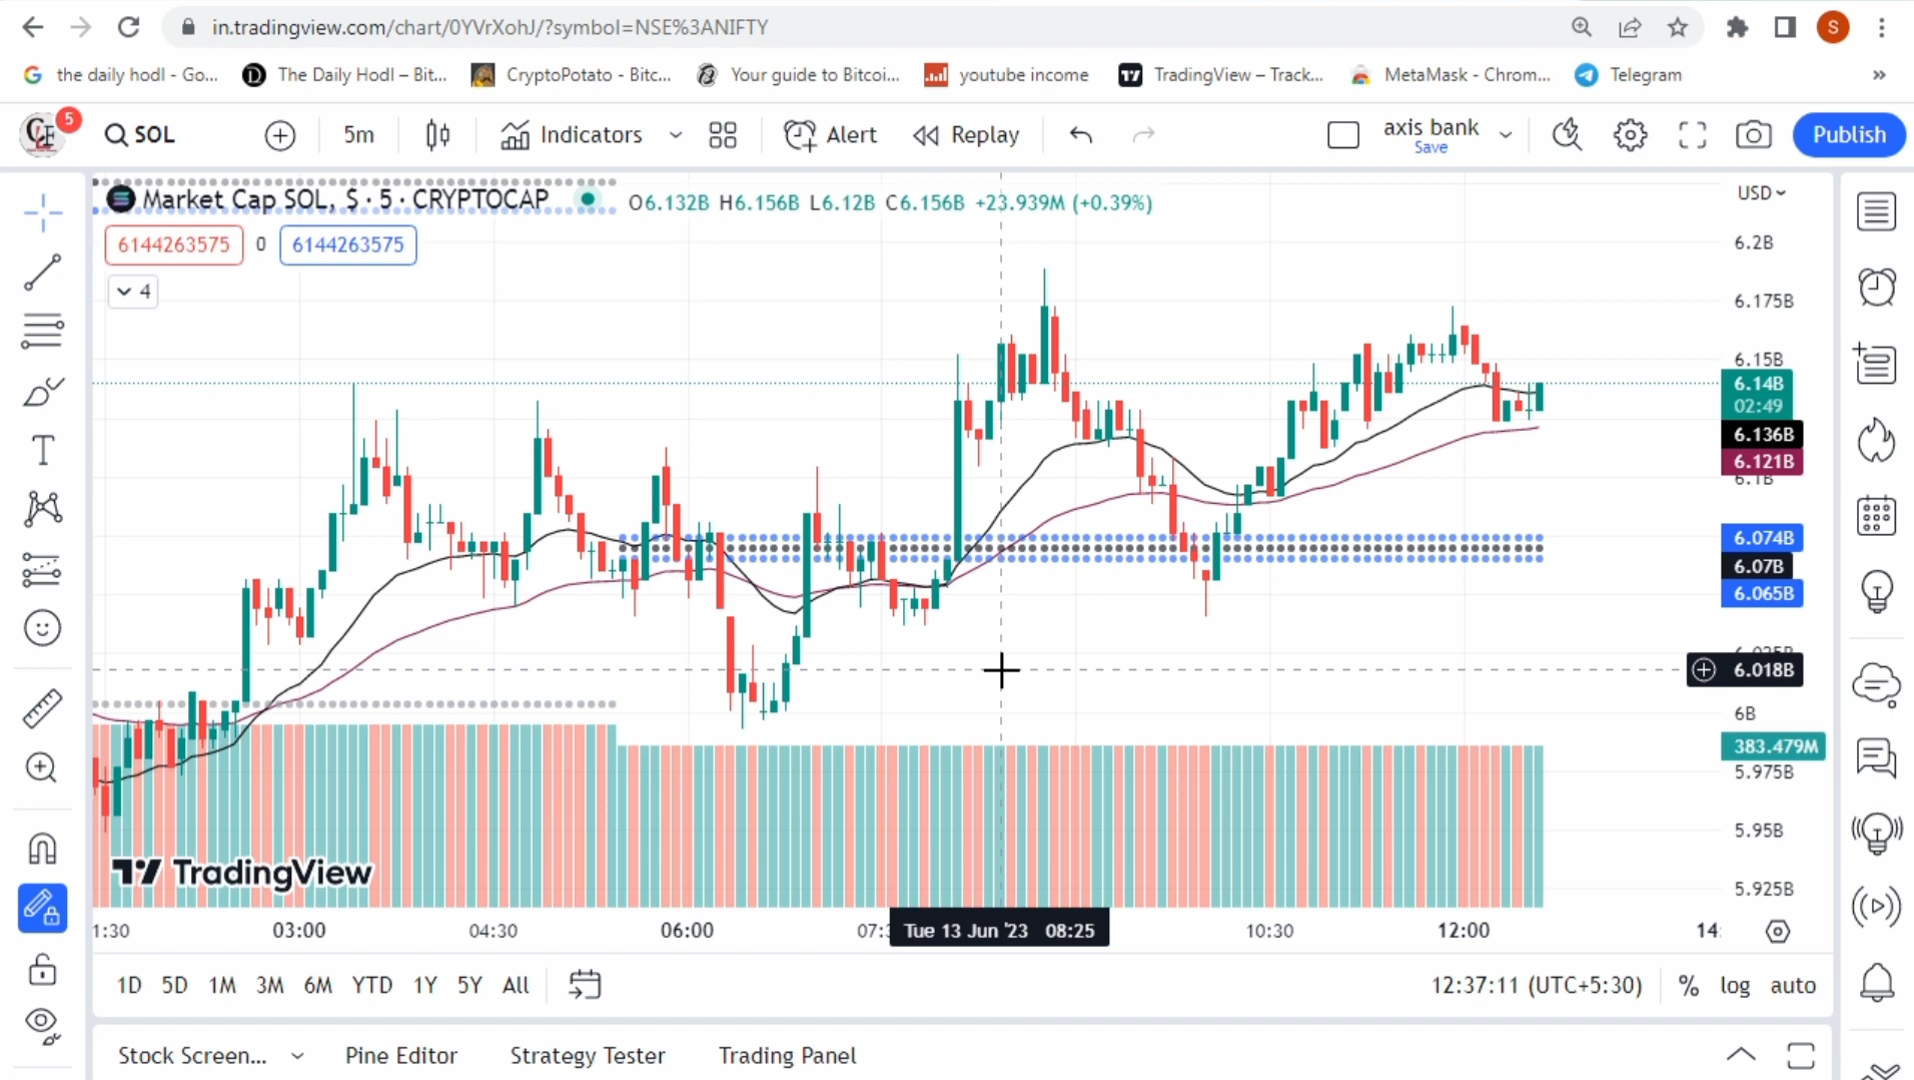 in.tradingview.com/chart/0YVrXohJ/?symbol=NSE%3ANIFTY
S
the daily hodl - Go...
The Daily Hodl – Bit...
CryptoPotato - Bitc...
Your guide to Bitcoi...
youtube income
TradingView – Track...
MetaMask - Chrom...
Telegram
»
5
SOL
5m
Indicators
Alert
Replay
axis bank
Save
Publish
Market Cap SOL, $ · 5 · CRYPTOCAP
O6.132B H6.156B L6.12B C6.156B +23.939M (+0.39%)
USD
6144263575 0 6144263575
4
6.2B
6.175B
6.15B
6.14B
02:49
6.136B
6.121B
6.1B
6.074B
6.07B
6.065B
6.018B
6B
383.479M
5.975B
5.95B
5.925B
TradingView
1:30 03:00 04:30 06:00 07:3 Tue 13 Jun '23 08:25 10:30 12:00 14:
1D 5D 1M 3M 6M YTD 1Y 5Y All
12:37:11 (UTC+5:30) % log auto
Stock Screen... Pine Editor Strategy Tester Trading Panel